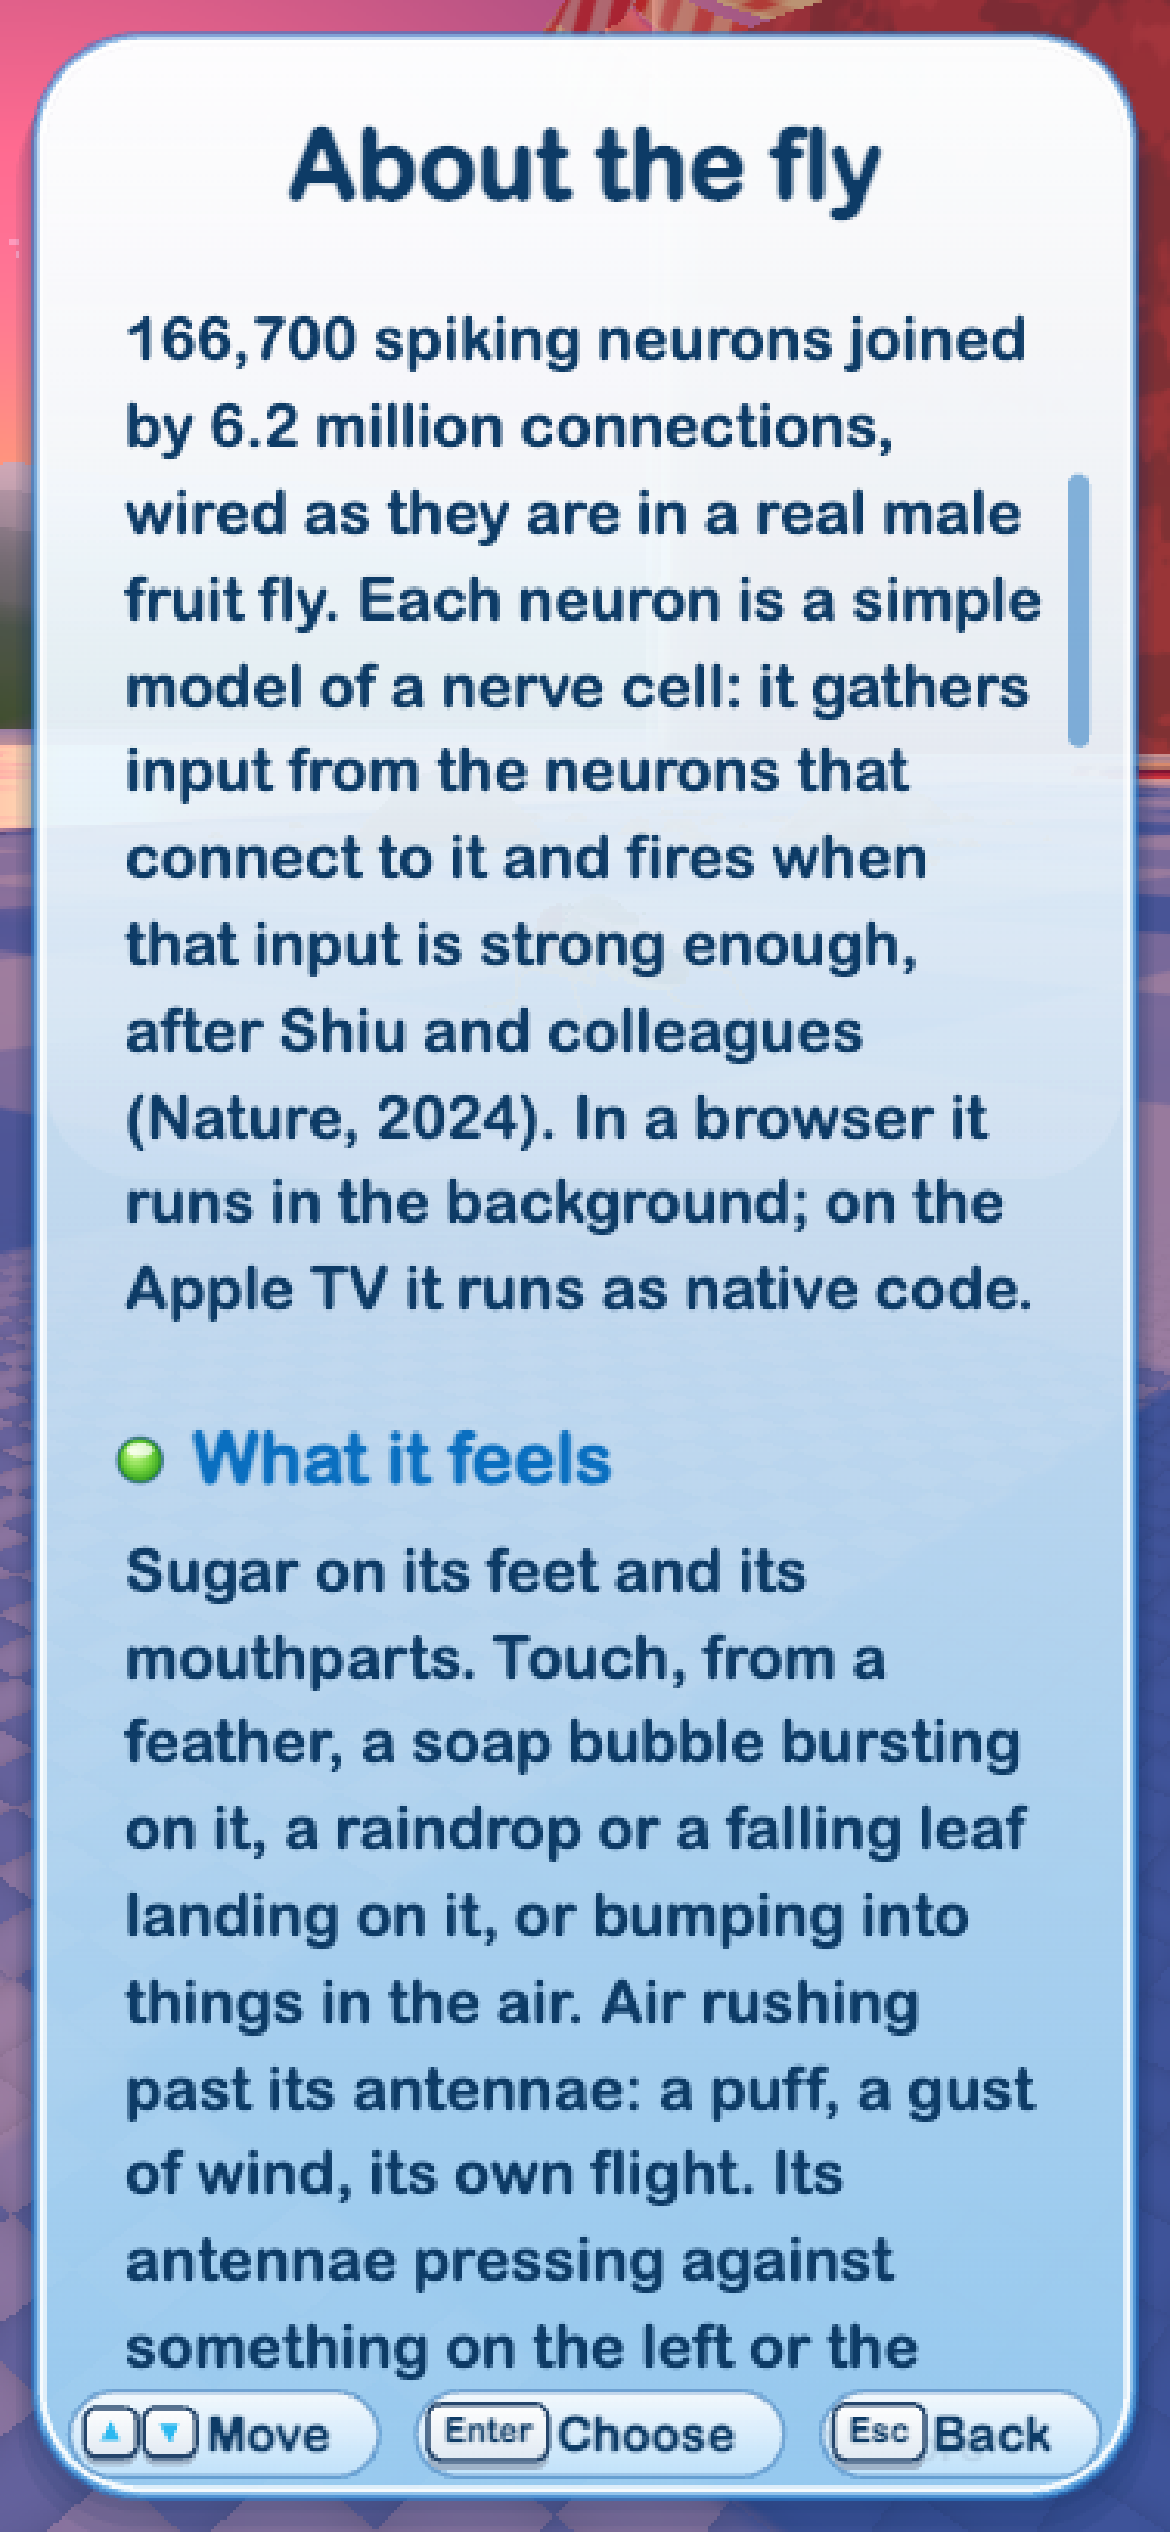 About the fly
166,700 spiking neurons joined
by 6.2 million connections,
wired as they are in a real male
fruit fly. Each neuron is a simple
model of a nerve cell: it gathers
input from the neurons that
connect to it and fires when
that input is strong enough,
after Shiu and colleagues
(Nature, 2024). In a browser it
runs in the background; on the
Apple TV it runs as native code.
What it feels
Sugar on its feet and its
mouthparts. Touch, from a
feather, a soap bubble bursting
on it, a raindrop or a falling leaf
landing on it, or bumping into
things in the air. Air rushing
past its antennae: a puff, a gust
of wind, its own flight. Its
antennae pressing against
something on the left or the
▲ ▼ Move Enter Choose Esc Back